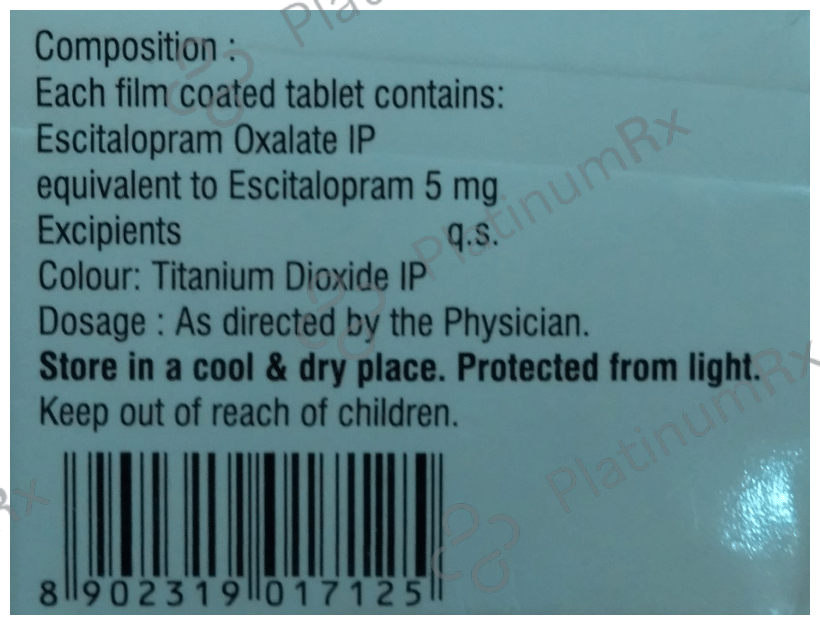 Composition :
Each film coated tablet contains:
Escitalopram Oxalate IP
equivalent to Escitalopram 5 mg
Excipients q.s.
Colour: Titanium Dioxide IP
Dosage : As directed by the Physician.
Store in a cool & dry place. Protected from light.
Keep out of reach of children.
8 902319 017125
PlatinumRx
PlatinumRx